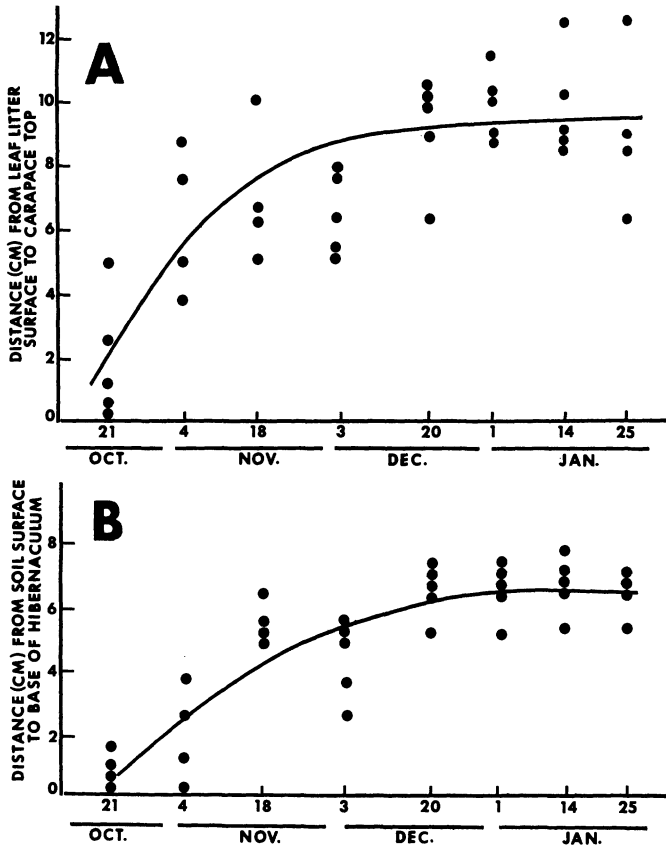 A
DISTANCE (CM) FROM LEAF LITTER
SURFACE TO CARAPACE TOP
12
10
8
6
4
2
0
21 4 18 3 20 1 14 25
OCT. NOV. DEC. JAN.
B
DISTANCE (CM) FROM SOIL SURFACE
TO BASE OF HIBERNACULUM
8
6
4
2
0
21 4 18 3 20 1 14 25
OCT. NOV. DEC. JAN.